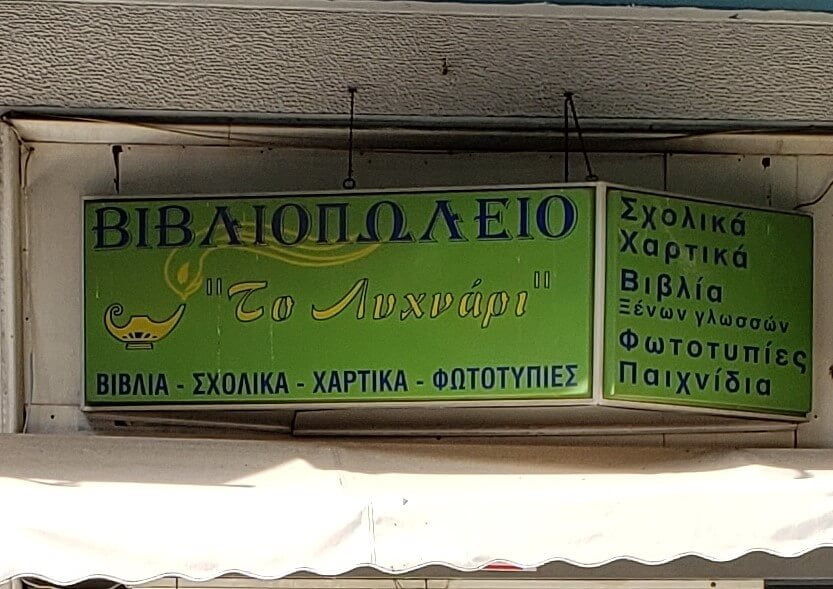 ΒΙΒΛΙΟΠΩΛΕΙΟ
"Το Λυχνάρι"
ΒΙΒΛΙΑ - ΣΧΟΛΙΚΑ - ΧΑΡΤΙΚΑ - ΦΩΤΟΤΥΠΙΕΣ
Σχολικά
Χαρτικά
Βιβλία
Ξένων γλωσσών
Φωτοτυπίες
Παιχνίδια